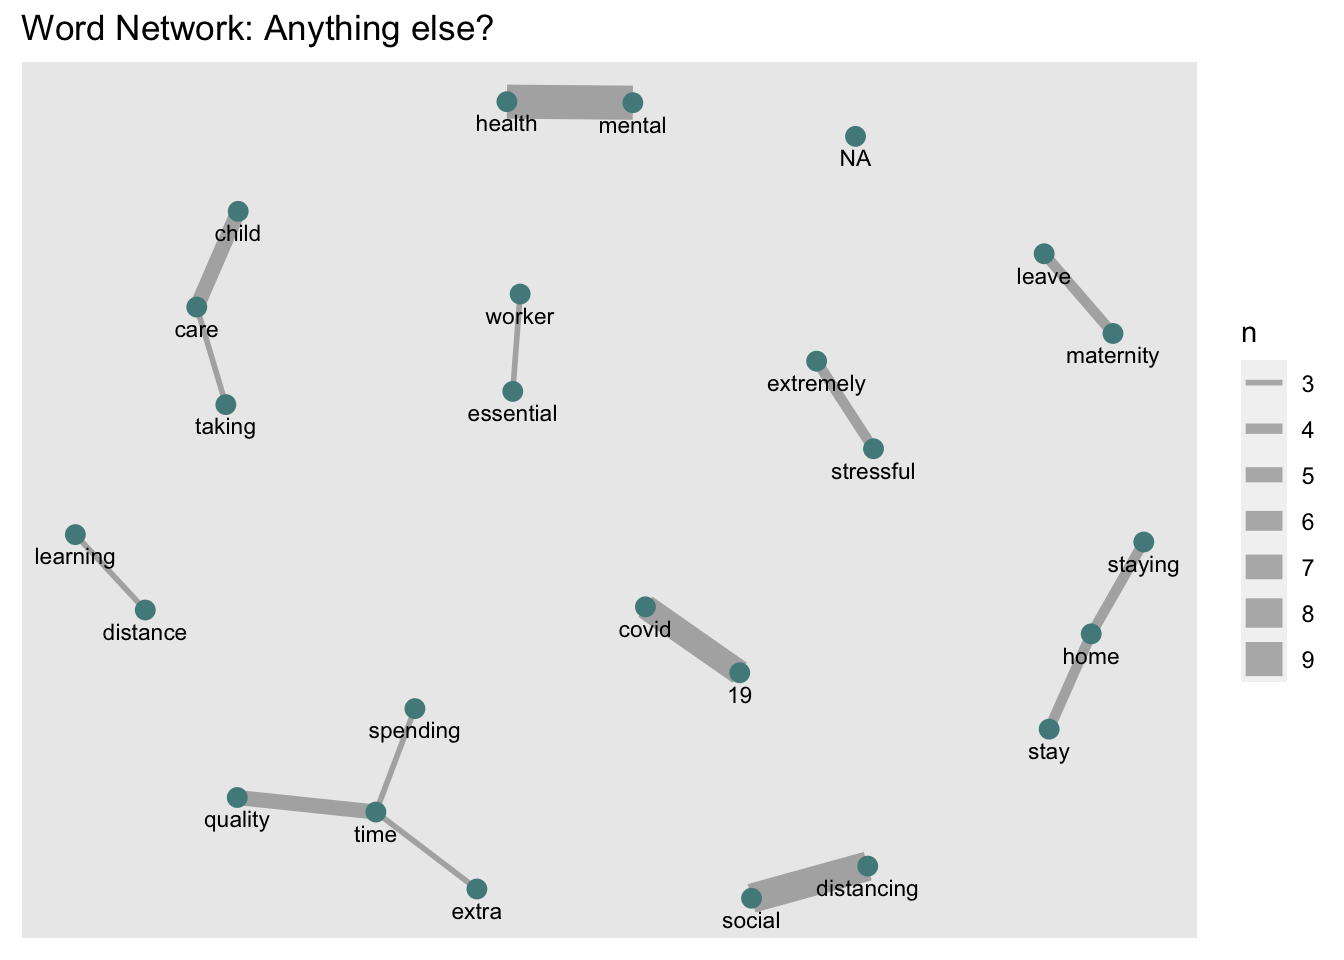 Word Network: Anything else?
health
mental
NA
child
leave
care
worker
maternity
extremely
taking
essential
stressful
learning
staying
distance
covid
home
19
spending
stay
quality
time
distancing
extra
social
n
3
4
5
6
7
8
9